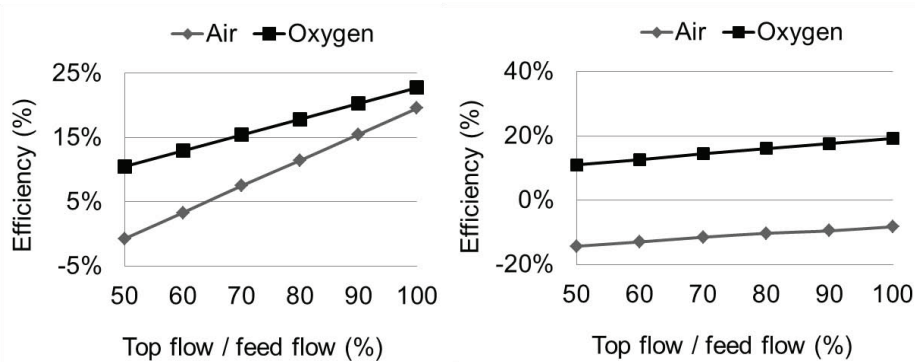 Air Oxygen
Efficiency (%)
25%
15%
5%
-5%
50 60 70 80 90 100
Top flow / feed flow (%)
Air Oxygen
Efficiency (%)
40%
20%
0%
-20%
50 60 70 80 90 100
Top flow / feed flow (%)